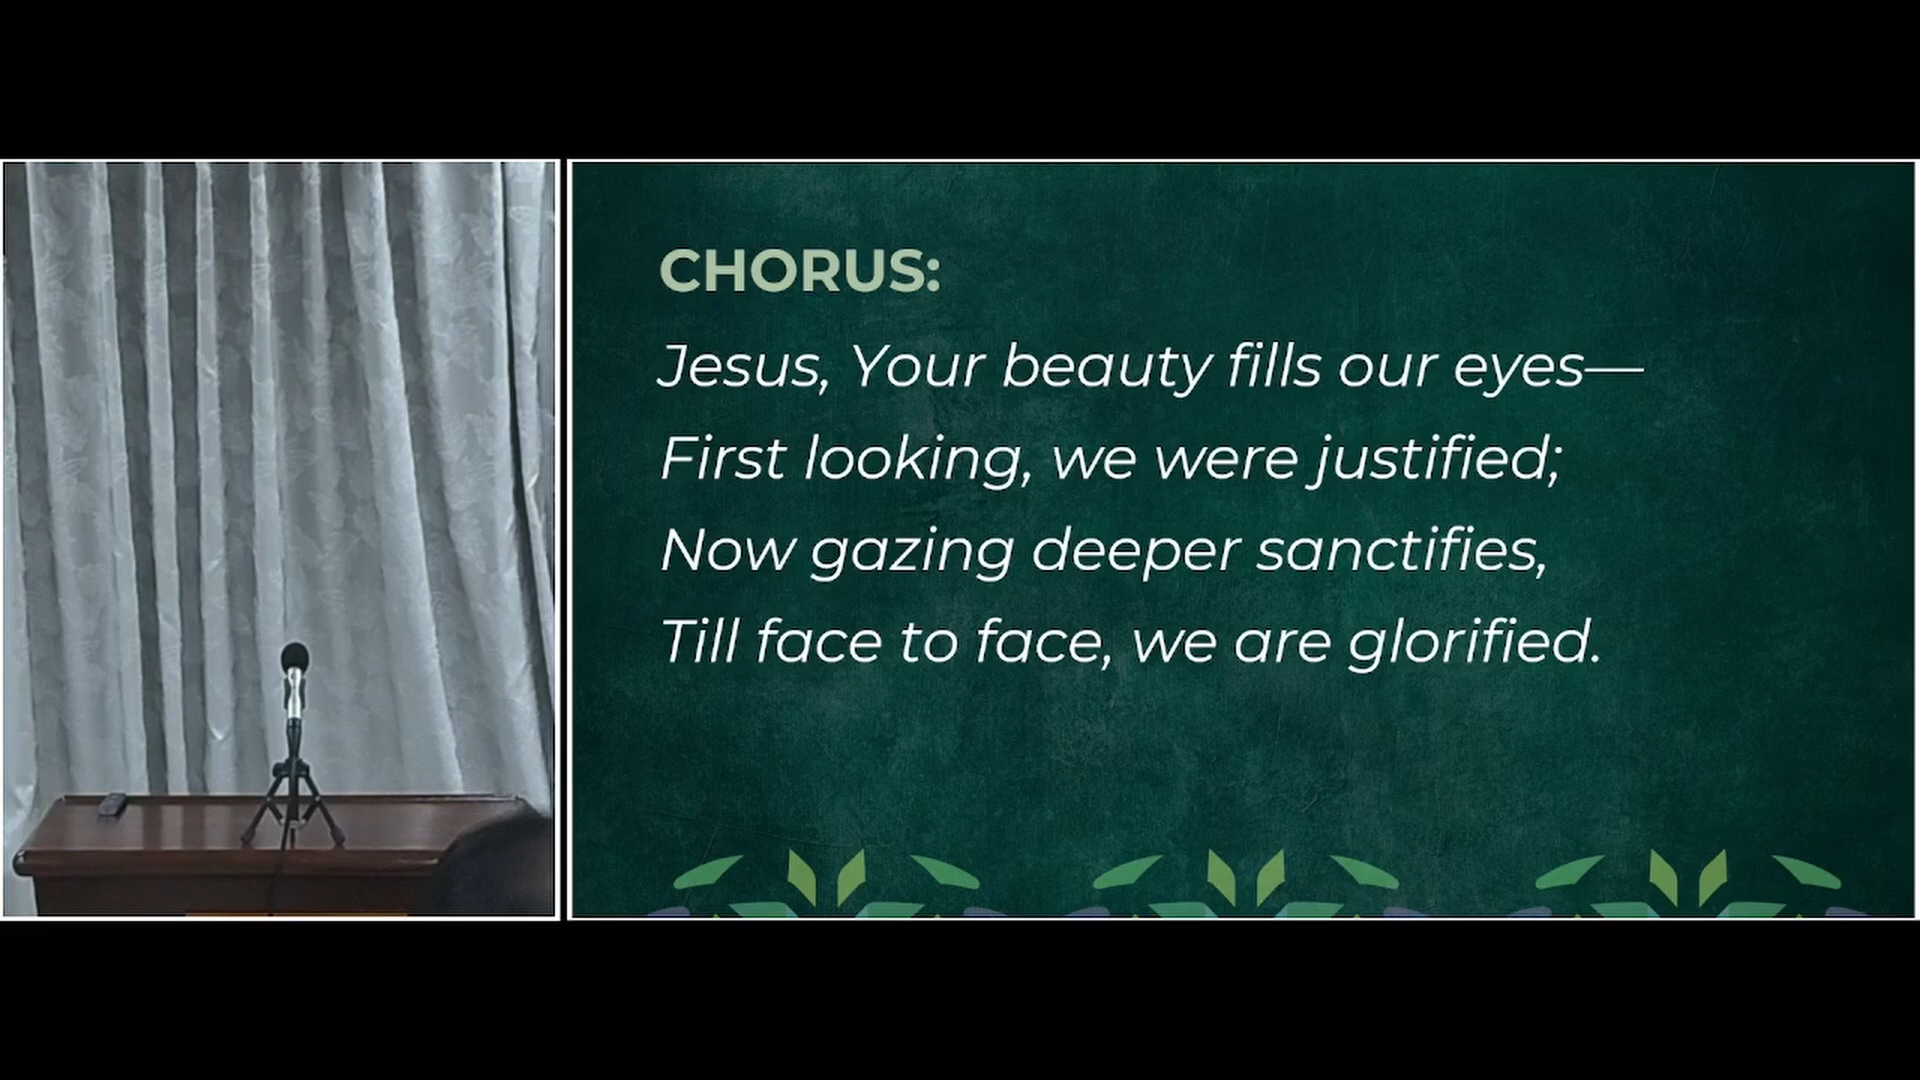 CHORUS:
Jesus, Your beauty fills our eyes—
First looking, we were justified;
Now gazing deeper sanctifies,
Till face to face, we are glorified.